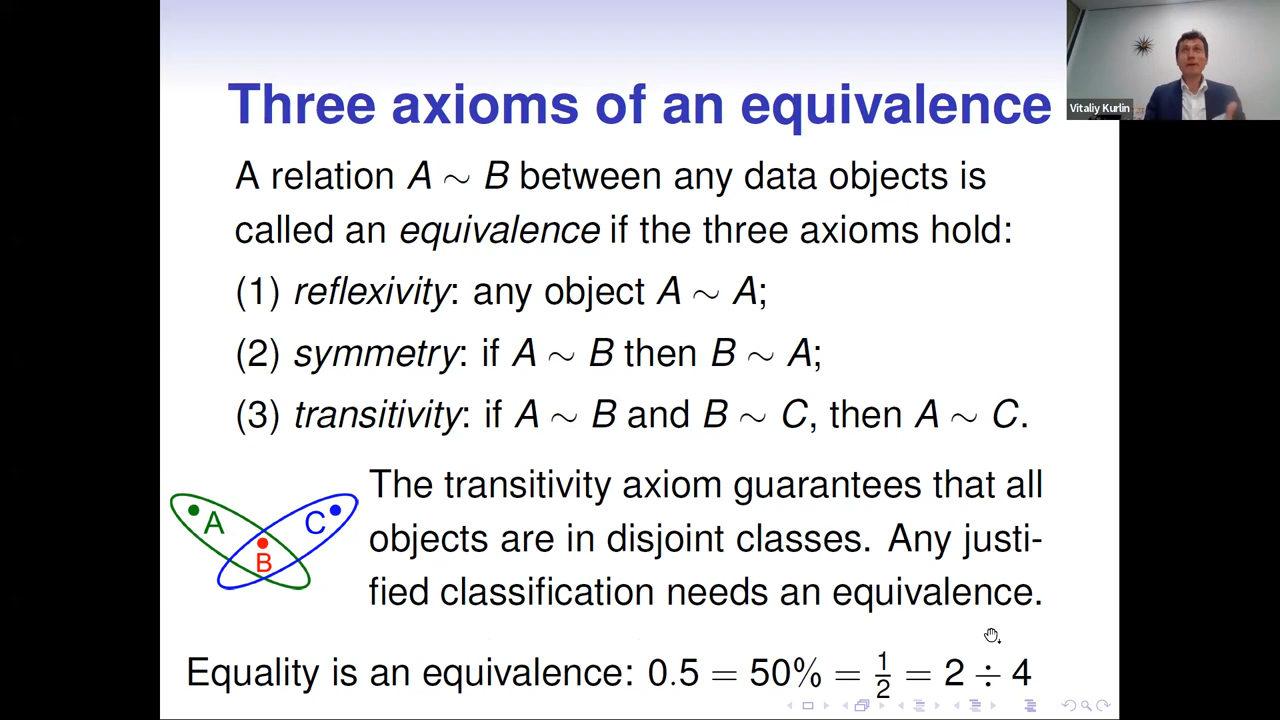 Three axioms of an equivalence
Vitaliy Kurlin
A relation A ∼ B between any data objects is
called an equivalence if the three axioms hold:
(1) reflexivity: any object A ∼ A;
(2) symmetry: if A ∼ B then B ∼ A;
(3) transitivity: if A ∼ B and B ∼ C, then A ∼ C.
The transitivity axiom guarantees that all
objects are in disjoint classes. Any justi-
fied classification needs an equivalence.
A
C
B
Equality is an equivalence: 0.5 = 50% = 1/2 = 2 ÷ 4